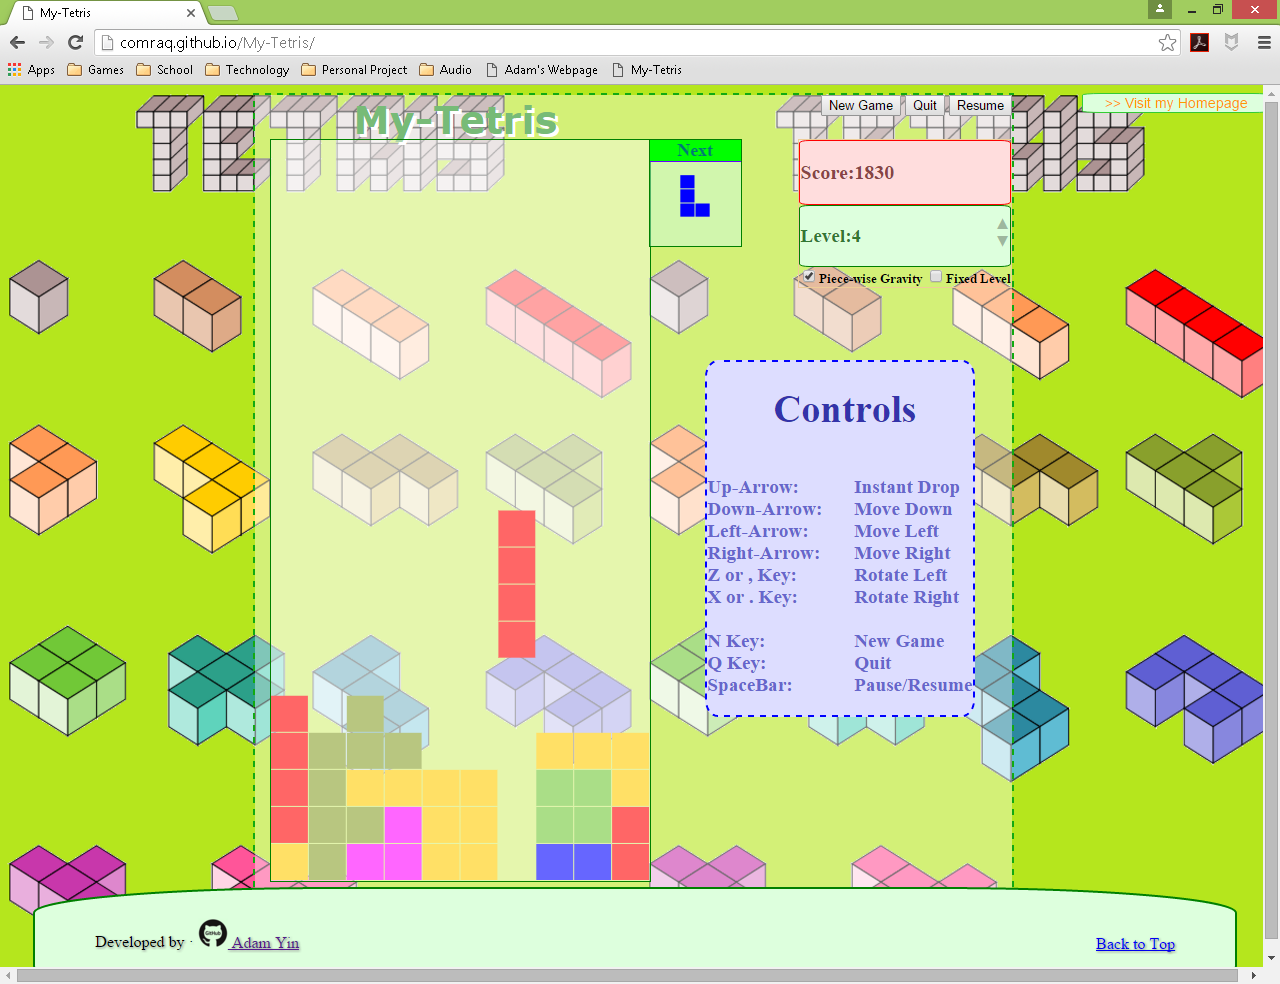 My-Tetris
comraq.github.io/My-Tetris/
Apps Games School Technology Personal Project Audio Adam's Webpage My-Tetris
TETRIS
My-Tetris
New Game Quit Resume
>> Visit my Homepage
Next
Score:1830
Level:4
Piece-wise Gravity Fixed Level
Controls
Up-Arrow: Instant Drop
Down-Arrow: Move Down
Left-Arrow: Move Left
Right-Arrow: Move Right
Z or , Key: Rotate Left
X or . Key: Rotate Right
N Key: New Game
Q Key: Quit
SpaceBar: Pause/Resume
Developed by · GitHub Adam Yin
Back to Top